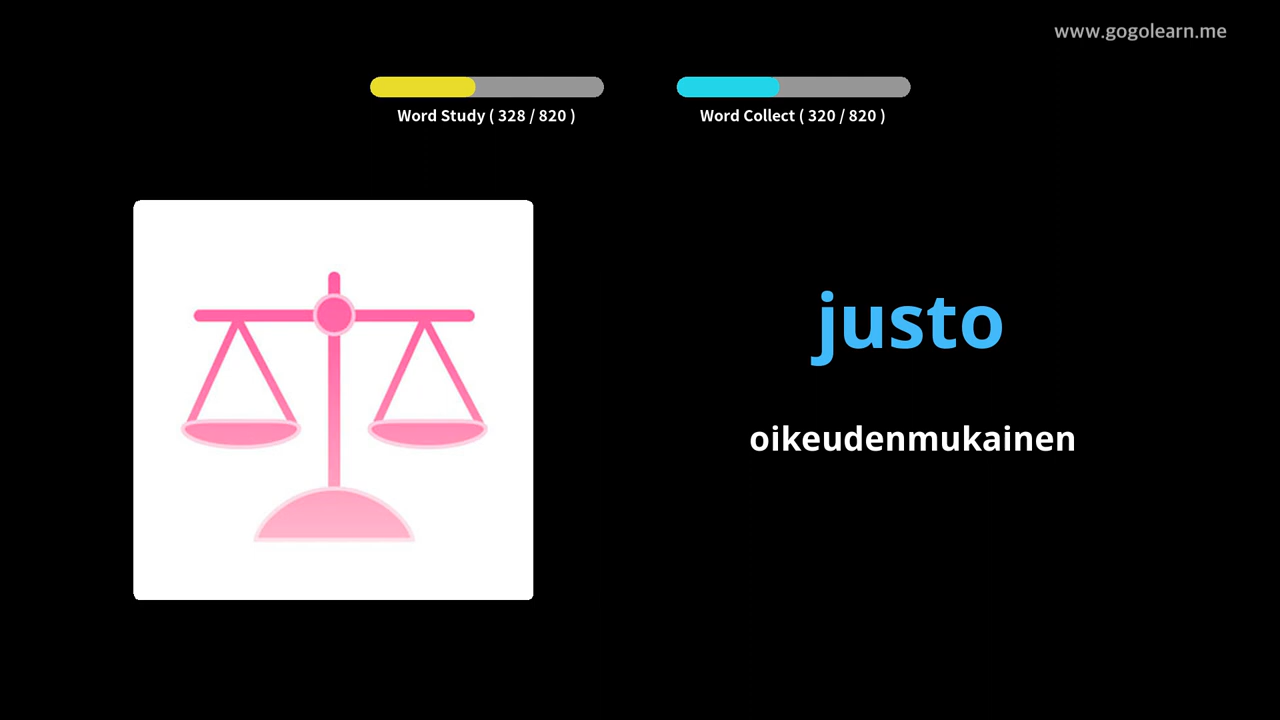 www.gogolearn.me
Word Study ( 328 / 820 )
Word Collect ( 320 / 820 )
justo
oikeudenmukainen